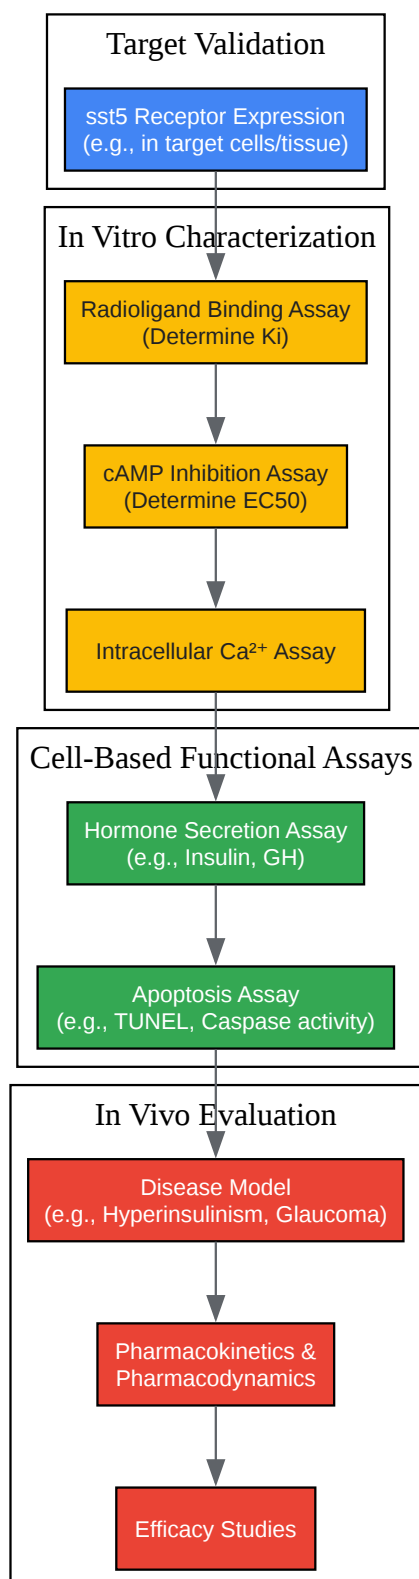 Target Validation
sst5 Receptor Expression
(e.g., in target cells/tissue)
In Vitro Characterization
Radioligand Binding Assay
(Determine Ki)
cAMP Inhibition Assay
(Determine EC50)
Intracellular Ca²⁺ Assay
Cell-Based Functional Assays
Hormone Secretion Assay
(e.g., Insulin, GH)
Apoptosis Assay
(e.g., TUNEL, Caspase activity)
In Vivo Evaluation
Disease Model
(e.g., Hyperinsulinism, Glaucoma)
Pharmacokinetics &
Pharmacodynamics
Efficacy Studies